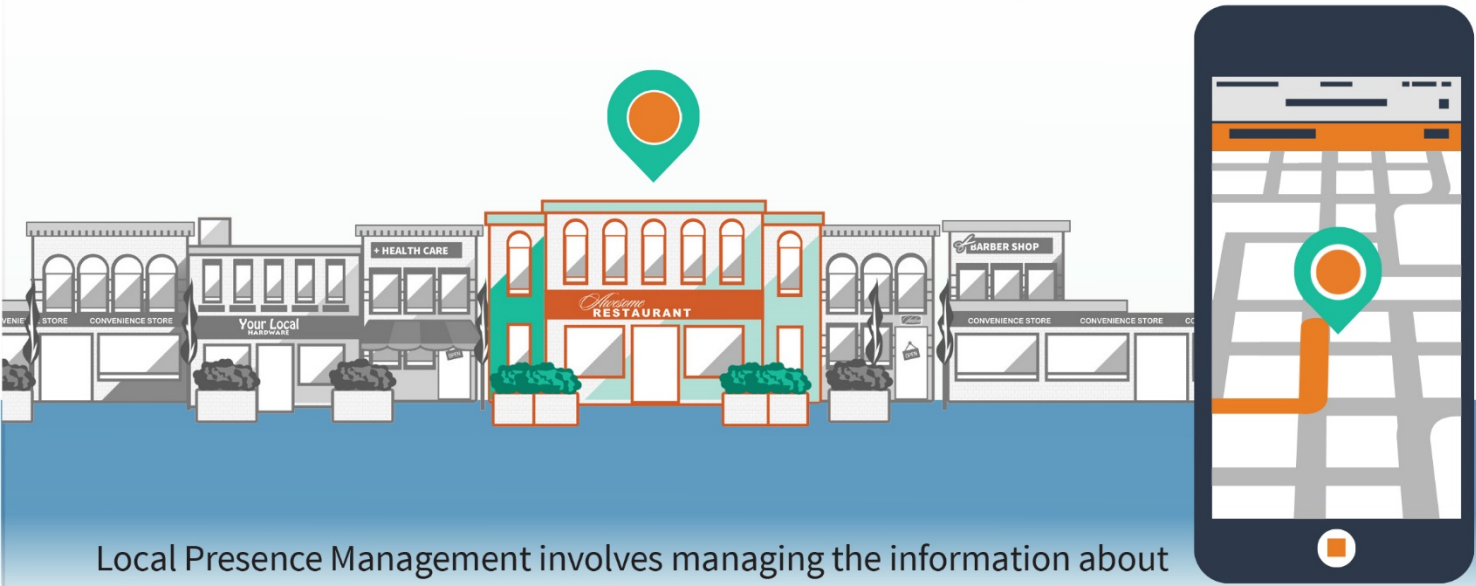 + HEALTH CARE
BARBER SHOP
Awesome
RESTAURANT
STORE
CONVENIENCE STORE
Your Local
HARDWARE
CONVENIENCE STORE
CONVENIENCE STORE
OPEN
OPEN
Local Presence Management involves managing the information about